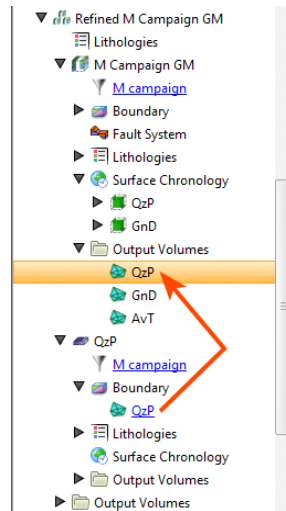 Refined M Campaign GM
Lithologies
M Campaign GM
M campaign
Boundary
Fault System
Lithologies
Surface Chronology
QzP
GnD
Output Volumes
QzP
GnD
AvT
QzP
M campaign
Boundary
QzP
Lithologies
Surface Chronology
Output Volumes
Output Volumes